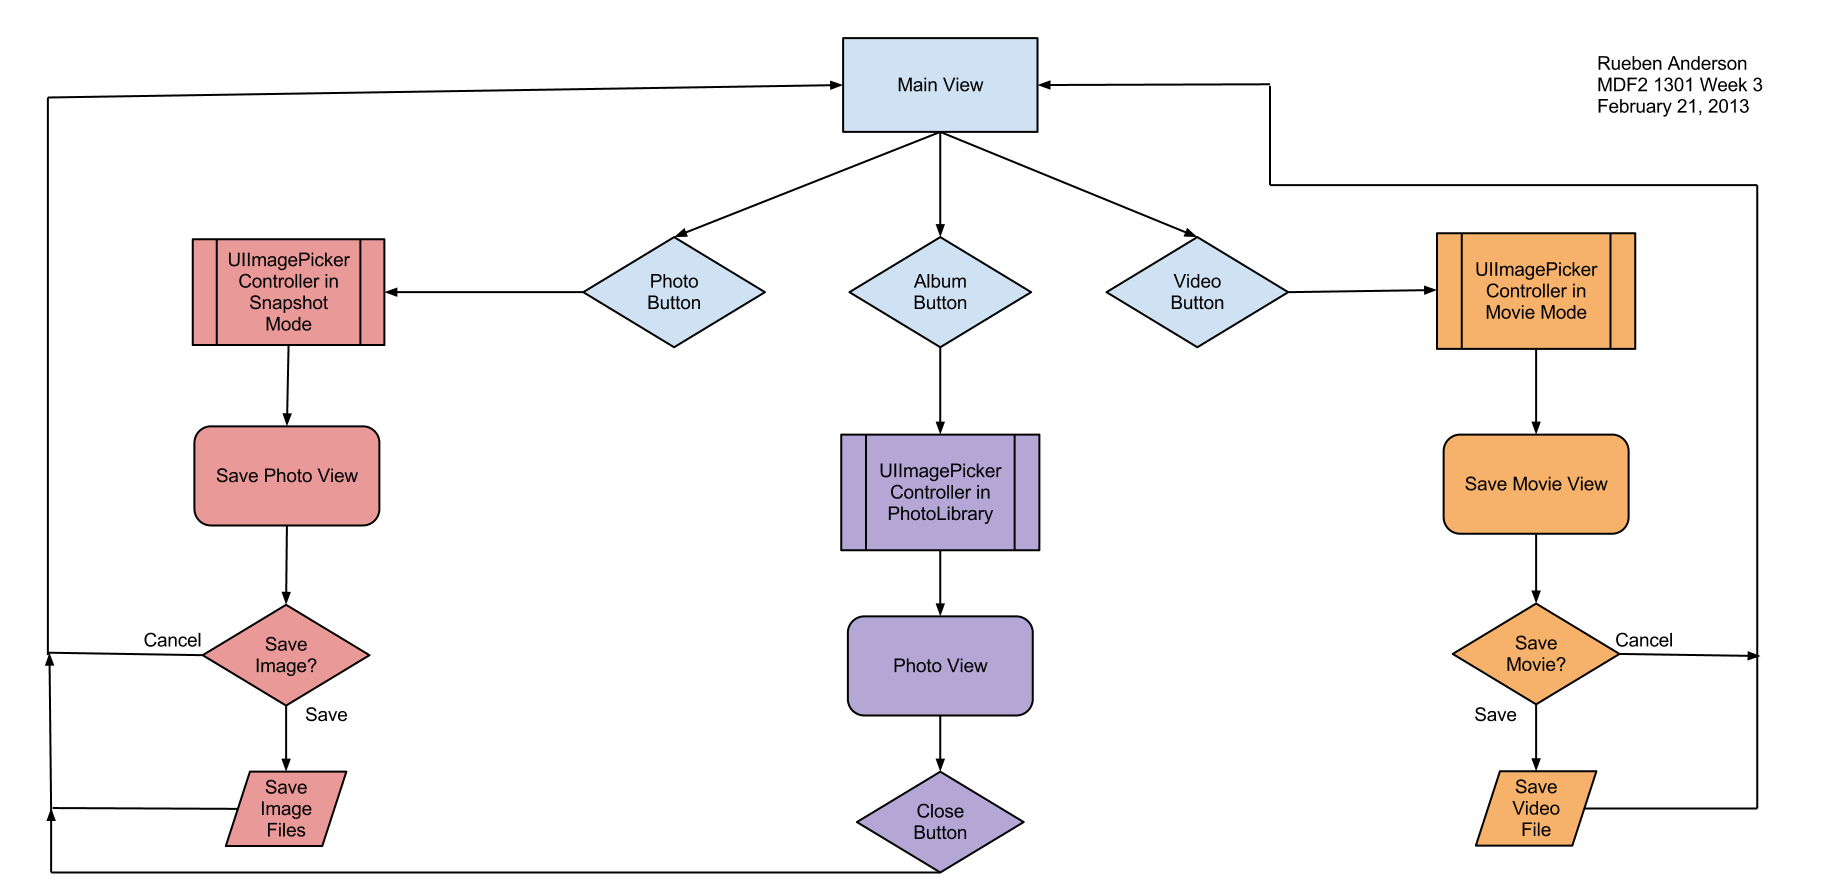 Main View
Rueben Anderson
MDF2 1301 Week 3
February 21, 2013
UIImagePicker
Controller in
Snapshot
Mode
Photo
Button
Album
Button
Video
Button
UIImagePicker
Controller in
Movie Mode
Save Photo View
UIImagePicker
Controller in
PhotoLibrary
Save Movie View
Cancel
Save
Image?
Save
Photo View
Save
Movie?
Cancel
Save
Save
Image
Files
Close
Button
Save
Video
File